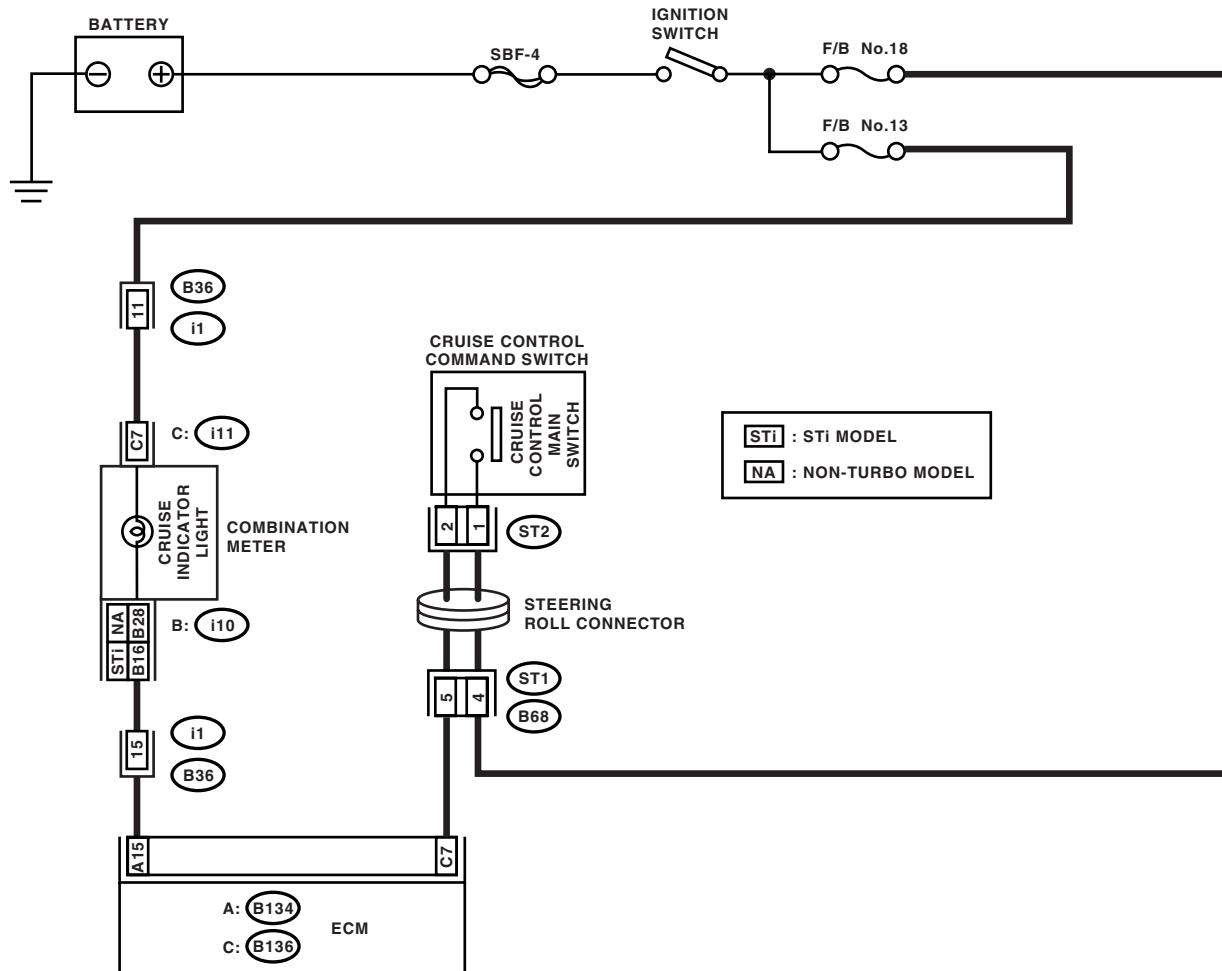 BATTERY
IGNITION
SWITCH
SBF-4
F/B No.18
F/B No.13
11
B36
i1
C7
C: i11
CRUISE
INDICATOR
LIGHT
COMBINATION
METER
STi NA
B16 B28
B: i10
15
i1
B36
CRUISE CONTROL
COMMAND SWITCH
CRUISE
CONTROL
MAIN
SWITCH
2 1
ST2
STEERING
ROLL CONNECTOR
5 4
ST1
B68
STi : STi MODEL
NA : NON-TURBO MODEL
A15
C7
A: B134
C: B136
ECM